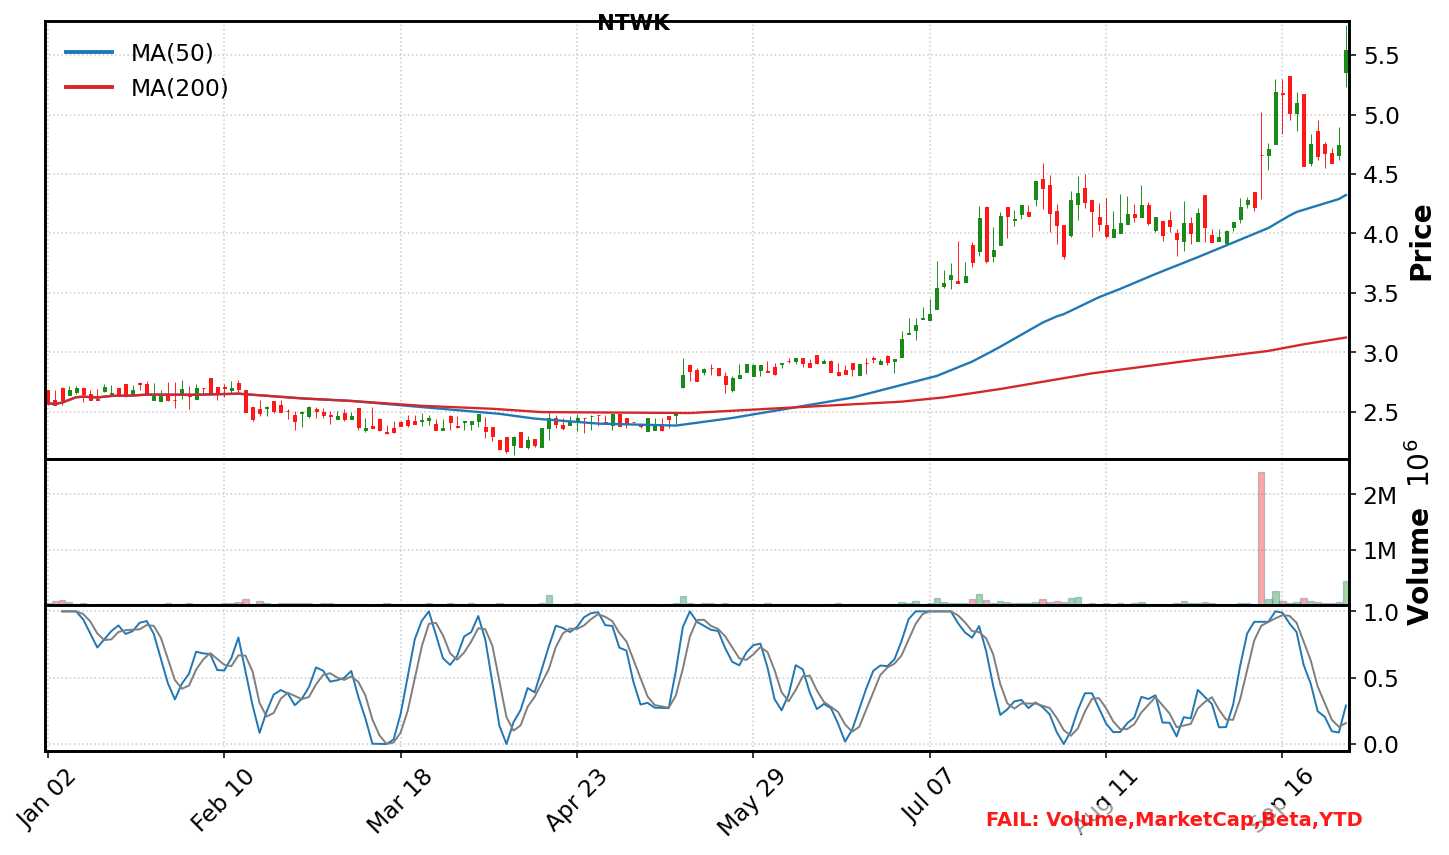 NTWK
MA(50)
MA(200)
5.5
5.0
4.5
4.0
3.5
3.0
2.5
Price
2M
1M
Volume 10^6
1.0
0.5
0.0
Jan 02
Feb 10
Mar 18
Apr 23
May 29
Jul 07
Aug 11
Sep 16
FAIL: Volume,MarketCap,Beta,YTD